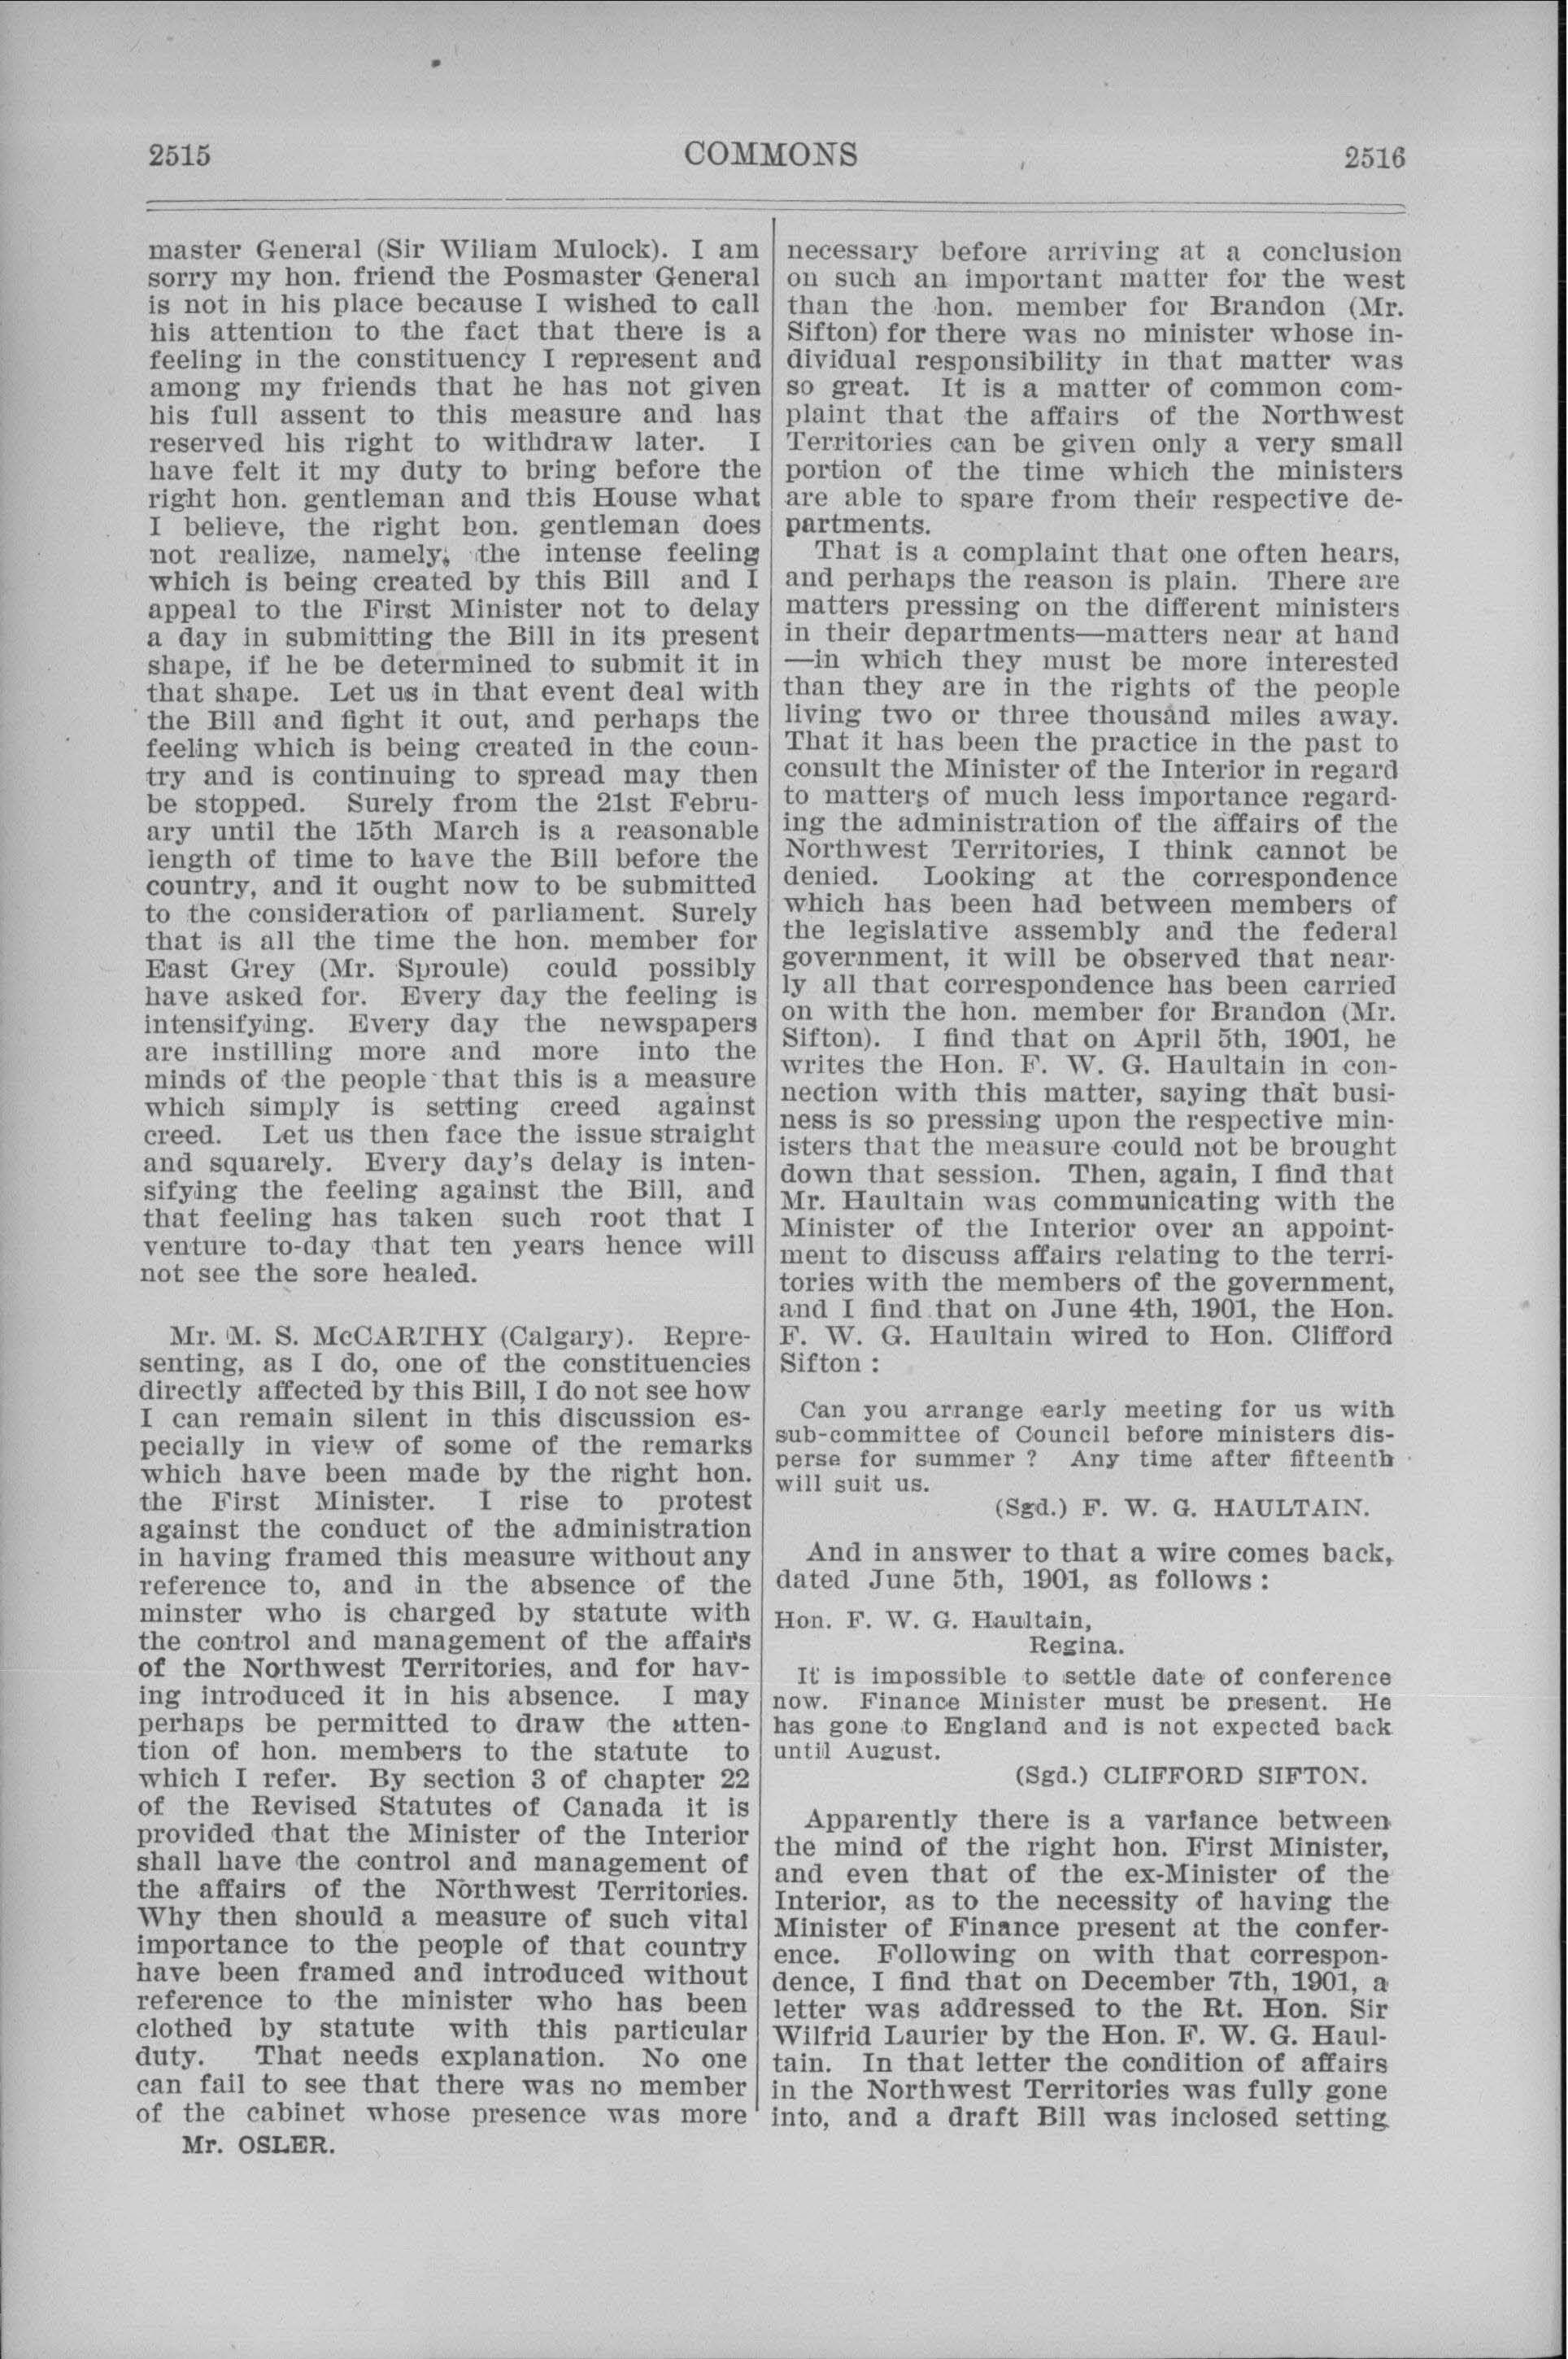 2515
COMMONS
2516
master General (Sir Wiliam Mulock). I am
sorry my hon. friend the Posmaster General
is not in his place because I wished to call
his attention to the fact that there is a
feeling in the constituency I represent and
among my friends that he has not given
his full assent to this measure and has
reserved his right to withdraw later. I
have felt it my duty to bring before the
right hon. gentleman and this House what
I believe, the right hon. gentleman does
not realize, namely, the intense feeling
which is being created by this Bill and I
appeal to the First Minister not to delay
a day in submitting the Bill in its present
shape, if he be determined to submit it in
that shape. Let us in that event deal with
the Bill and fight it out, and perhaps the
feeling which is being created in the coun-
try and is continuing to spread may then
be stopped. Surely from the 21st Febru-
ary until the 15th March is a reasonable
length of time to have the Bill before the
country, and it ought now to be submitted
to the consideration of parliament. Surely
that is all the time the hon. member for
East Grey (Mr. Sproule) could possibly
have asked for. Every day the feeling is
intensifying. Every day the newspapers
are instilling more and more into the
minds of the people that this is a measure
which simply is setting creed against
creed. Let us then face the issue straight
and squarely. Every day's delay is inten-
sifying the feeling against the Bill, and
that feeling has taken such root that I
venture to-day that ten years hence will
not see the sore healed.
Mr. M. S. McCARTHY (Calgary). Repre-
senting, as I do, one of the constituencies
directly affected by this Bill, I do not see how
I can remain silent in this discussion es-
pecially in view of some of the remarks
which have been made by the right hon.
the First Minister. I rise to protest
against the conduct of the administration
in having framed this measure without any
reference to, and in the absence of the
minster who is charged by statute with
the control and management of the affairs
of the Northwest Territories, and for hav-
ing introduced it in his absence. I may
perhaps be permitted to draw the atten-
tion of hon. members to the statute to
which I refer. By section 3 of chapter 22
of the Revised Statutes of Canada it is
provided that the Minister of the Interior
shall have the control and management of
the affairs of the Northwest Territories.
Why then should a measure of such vital
importance to the people of that country
have been framed and introduced without
reference to the minister who has been
clothed by statute with this particular
duty. That needs explanation. No one
can fail to see that there was no member
of the cabinet whose presence was more
Mr. OSLER.
necessary before arriving at a conclusion
on such an important matter for the west
than the hon. member for Brandon (Mr.
Sifton) for there was no minister whose in-
dividual responsibility in that matter was
so great. It is a matter of common com-
plaint that the affairs of the Northwest
Territories can be given only a very small
portion of the time which the ministers
are able to spare from their respective de-
partments.
That is a complaint that one often hears,
and perhaps the reason is plain. There are
matters pressing on the different ministers
in their departments—matters near at hand
—in which they must be more interested
than they are in the rights of the people
living two or three thousand miles away.
That it has been the practice in the past to
consult the Minister of the Interior in regard
to matters of much less importance regard-
ing the administration of the affairs of the
Northwest Territories, I think cannot be
denied. Looking at the correspondence
which has been had between members of
the legislative assembly and the federal
government, it will be observed that near-
ly all that correspondence has been carried
on with the hon. member for Brandon (Mr.
Sifton). I find that on April 5th, 1901, he
writes the Hon. F. W. G. Haultain in con-
nection with this matter, saying that busi-
ness is so pressing upon the respective min-
isters that the measure could not be brought
down that session. Then, again, I find that
Mr. Haultain was communicating with the
Minister of the Interior over an appoint-
ment to discuss affairs relating to the terri-
tories with the members of the government,
and I find that on June 4th, 1901, the Hon.
F. W. G. Haultain wired to Hon. Clifford
Sifton :
Can you arrange early meeting for us with
sub-committee of Council before ministers dis-
perse for summer ? Any time after fifteenth
will suit us.
(Sgd.) F. W. G. HAULTAIN.
And in answer to that a wire comes back,
dated June 5th, 1901, as follows :
Hon. F. W. G. Haultain,
Regina.
It is impossible to settle date of conference
now. Finance Minister must be present. He
has gone to England and is not expected back
until August.
(Sgd.) CLIFFORD SIFTON.
Apparently there is a variance between
the mind of the right hon. First Minister,
and even that of the ex-Minister of the
Interior, as to the necessity of having the
Minister of Finance present at the confer-
ence. Following on with that correspon-
dence, I find that on December 7th, 1901, a
letter was addressed to the Rt. Hon. Sir
Wilfrid Laurier by the Hon. F. W. G. Haul-
tain. In that letter the condition of affairs
in the Northwest Territories was fully gone
into, and a draft Bill was inclosed setting